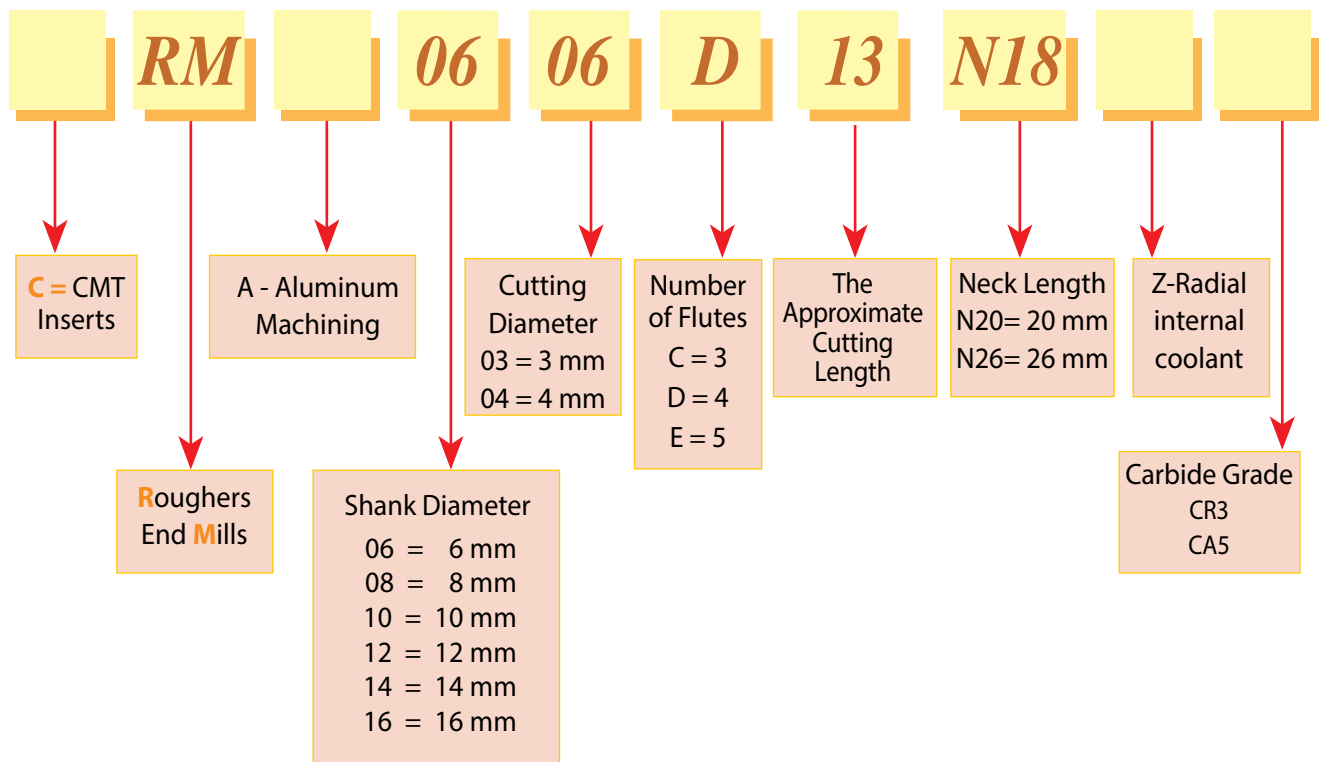 RM 06 06 D 13 N18
C = CMT
Inserts
A - Aluminum
Machining
Cutting
Diameter
03 = 3 mm
04 = 4 mm
Number
of Flutes
C = 3
D = 4
E = 5
The
Approximate
Cutting
Length
Neck Length
N20= 20 mm
N26= 26 mm
Z-Radial
internal
coolant
Roughers
End Mills
Shank Diameter
06 = 6 mm
08 = 8 mm
10 = 10 mm
12 = 12 mm
14 = 14 mm
16 = 16 mm
Carbide Grade
CR3
CA5